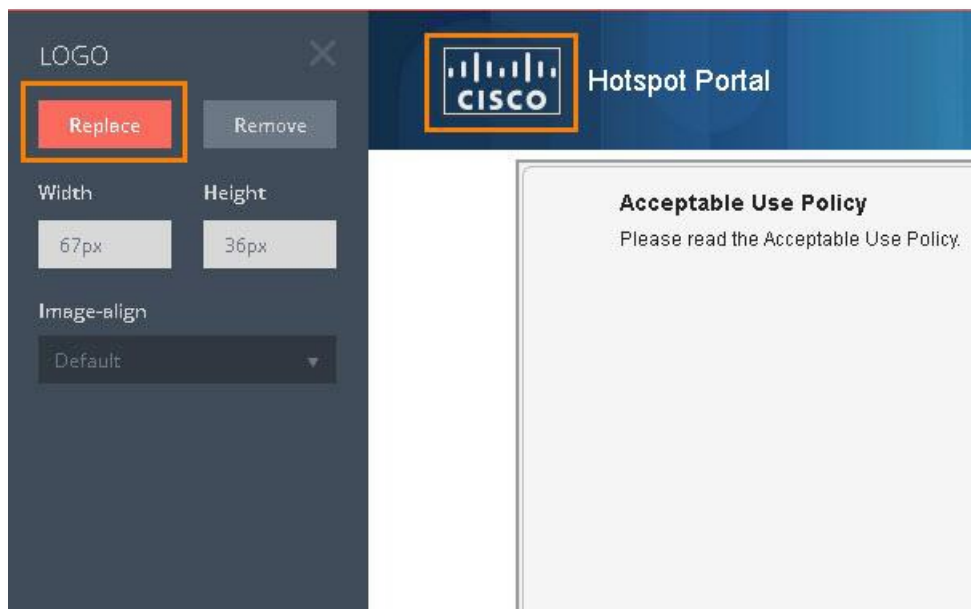 LOGO
Replace
Remove
Width
Height
67px
36px
Image-align
Default
CISCO
Hotspot Portal
Acceptable Use Policy
Please read the Acceptable Use Policy.